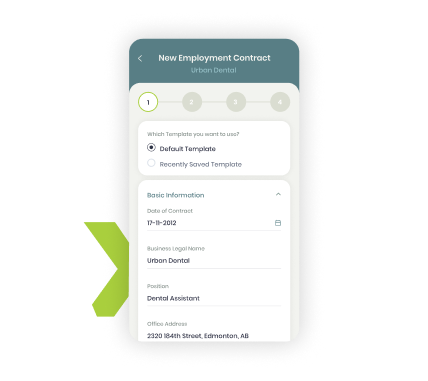 New Employment Contract
Urban Dental
1 2 3 4
Which Template you want to use?
Default Template
Recently Saved Template
Basic Information
Date of Contract
17-11-2012
Business Legal Name
Urban Dental
Position
Dental Assistant
Office Address
2320 184th Street, Edmonton, AB